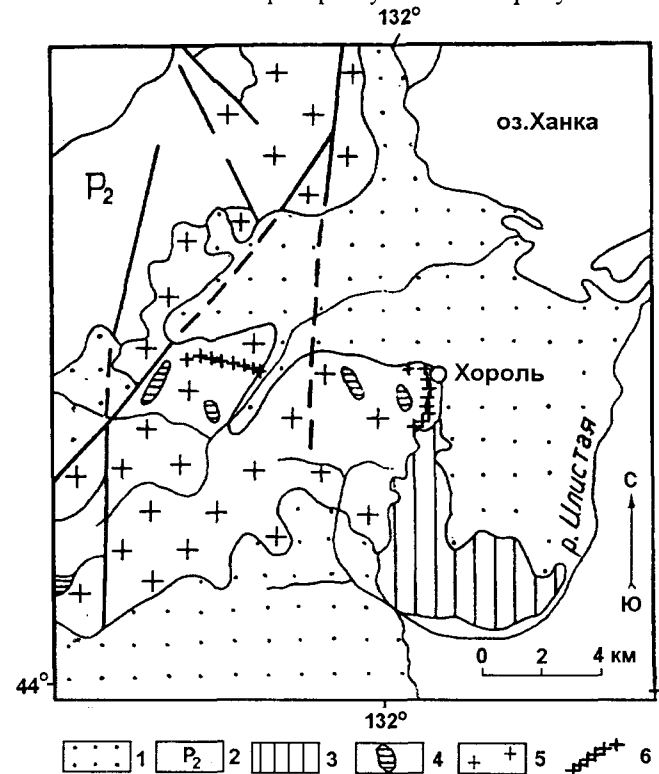 132°
оз.Ханка
P₂
Хороль
р. Илистая
С
Ю
0 2 4 км
44°
132°
1 P₂ 2 3 4 5 6